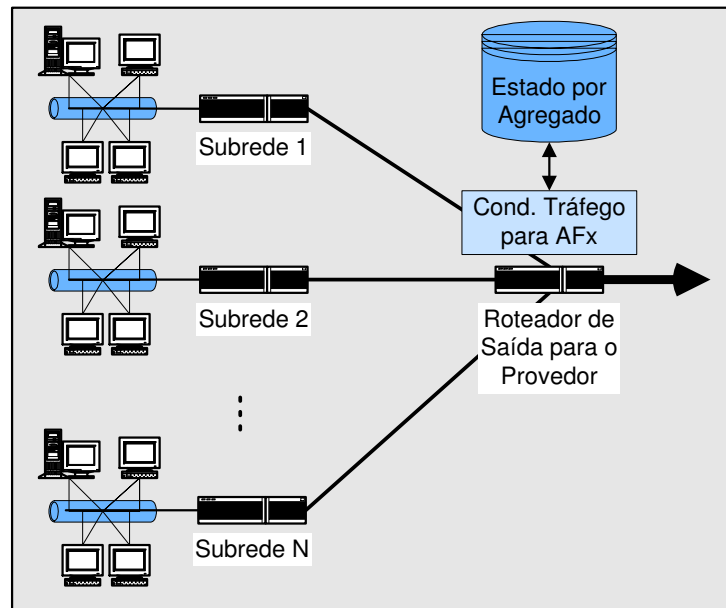 Estado por
Agregado
Subrede 1
Cond. Tráfego
para AFx
Subrede 2
Roteador de
Saída para o
Provedor
Subrede N